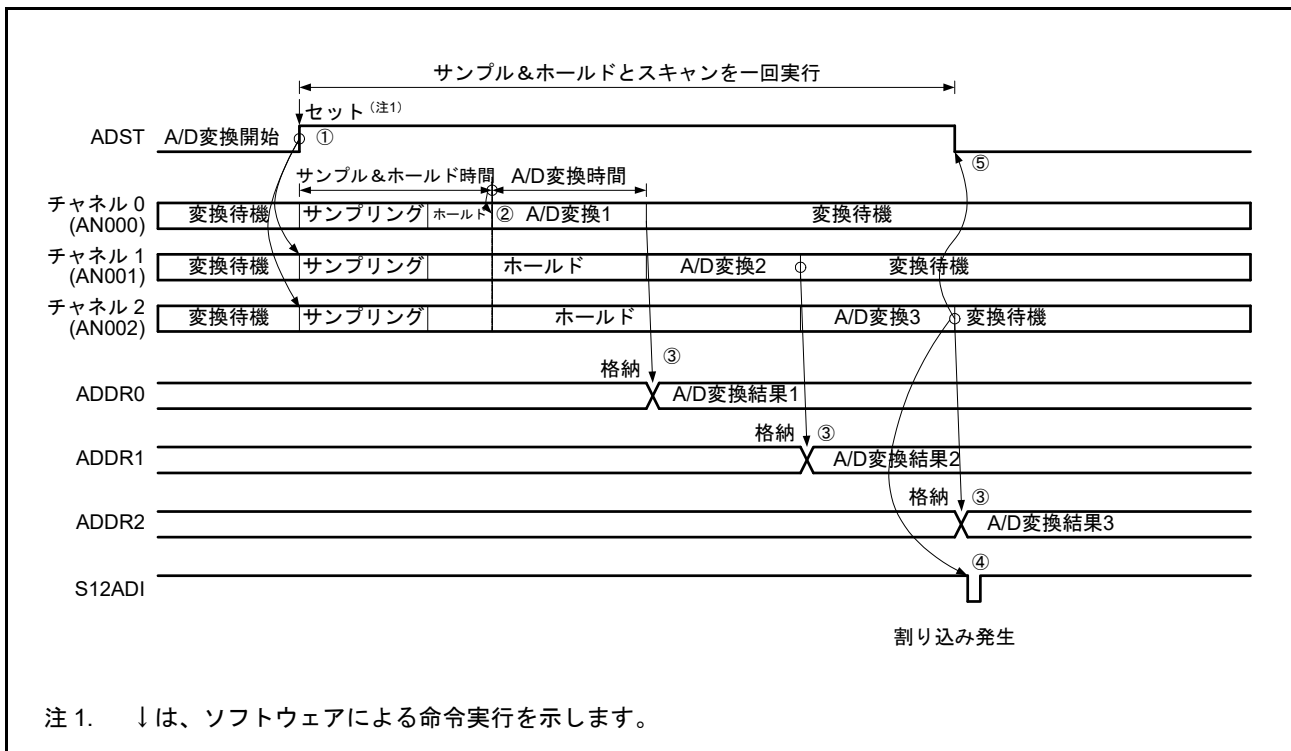 サンプル＆ホールドとスキャンを一回実行
セット（注1）
ADST A/D変換開始 ① ⑤
サンプル＆ホールド時間 A/D変換時間
チャネル 0
(AN000)
変換待機 サンプリング ホールド ② A/D変換1 変換待機
チャネル 1
(AN001)
変換待機 サンプリング ホールド A/D変換2 変換待機
チャネル 2
(AN002)
変換待機 サンプリング ホールド A/D変換3 変換待機
格納 ③
ADDR0 A/D変換結果1
格納 ③
ADDR1 A/D変換結果2
格納 ③
ADDR2 A/D変換結果3
④
S12ADI
割り込み発生
注 1. ↓は、ソフトウェアによる命令実行を示します。